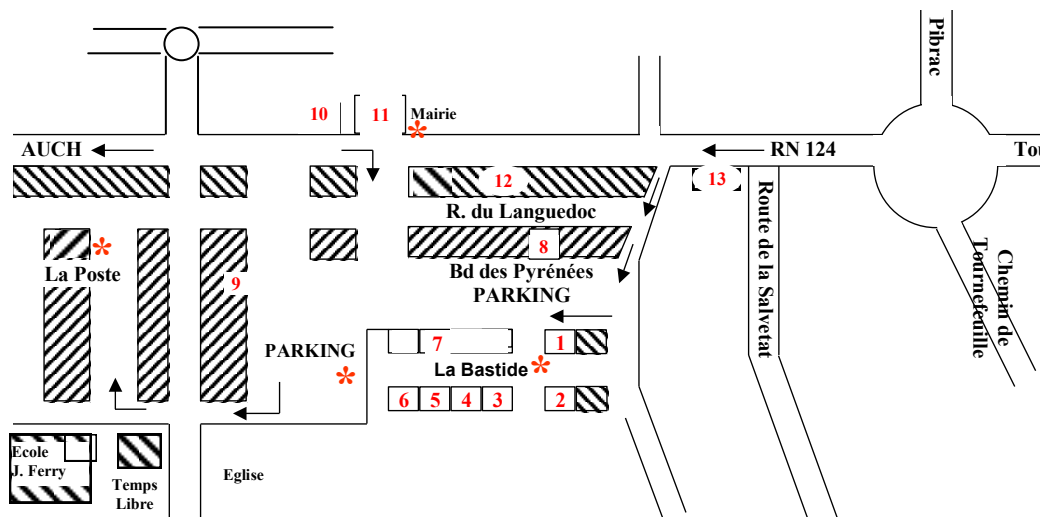 Pibrac
10
11
Mairie
AUCH
RN 124
Tou
12
13
R. du Languedoc
8
La Poste
9
Bd des Pyrénées
PARKING
Route de la Salvetat
Chemin de
Tournefeuille
PARKING
7
1
La Bastide
6
5
4
3
2
Ecole
J. Ferry
Temps
Libre
Eglise